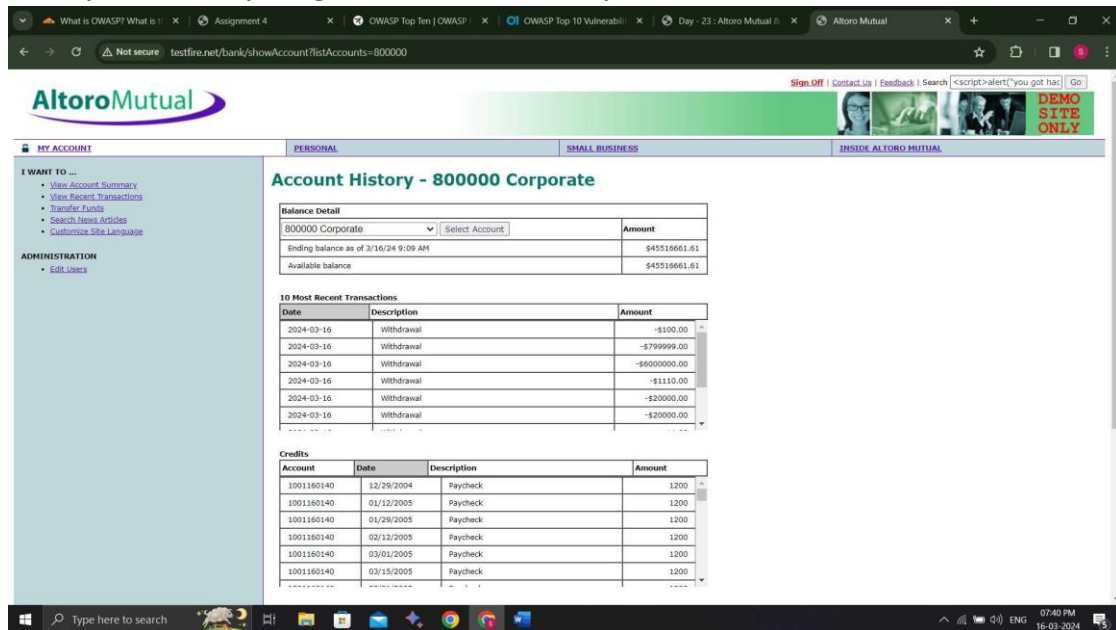 What is OWASP? What is t
Assignment 4
OWASP Top Ten | OWASP
OWASP Top 10 Vulnerabili
Day - 23 : Altoro Mutual &
Altoro Mutual
Not secure testfire.net/bank/showAccount?listAccounts=800000
S
Sign Off | Contact Us | Feedback | Search <script>alert("you got hac Go
AltoroMutual
DEMO
SITE
ONLY
MY ACCOUNT PERSONAL SMALL BUSINESS INSIDE ALTORO MUTUAL
I WANT TO ...
View Account Summary
View Recent Transactions
Transfer Funds
Search News Articles
Customize Site Language
ADMINISTRATION
Edit Users
Account History - 800000 Corporate
Balance Detail
800000 Corporate Select Account Amount
Ending balance as of 3/16/24 9:09 AM $45516661.61
Available balance $45516661.61
10 Most Recent Transactions
Date Description Amount
2024-03-16 Withdrawal -$100.00
2024-03-16 Withdrawal -$799999.00
2024-03-16 Withdrawal -$6000000.00
2024-03-16 Withdrawal -$1110.00
2024-03-16 Withdrawal -$20000.00
2024-03-16 Withdrawal -$20000.00
Credits
Account Date Description Amount
1001160140 12/29/2004 Paycheck 1200
1001160140 01/12/2005 Paycheck 1200
1001160140 01/29/2005 Paycheck 1200
1001160140 02/12/2005 Paycheck 1200
1001160140 03/01/2005 Paycheck 1200
1001160140 03/15/2005 Paycheck 1200
Type here to search
ENG
07:40 PM
16-03-2024